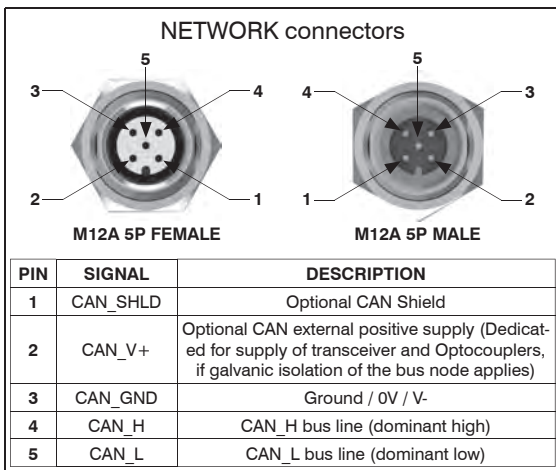 NETWORK connectors
5 5
3 4 4 3
2 1 1 2
M12A 5P FEMALE M12A 5P MALE
PIN SIGNAL DESCRIPTION
1 CAN_SHLD Optional CAN Shield
2 CAN_V+ Optional CAN external positive supply (Dedicat-
ed for supply of transceiver and Optocouplers,
if galvanic isolation of the bus node applies)
3 CAN_GND Ground / 0V / V-
4 CAN_H CAN_H bus line (dominant high)
5 CAN_L CAN_L bus line (dominant low)